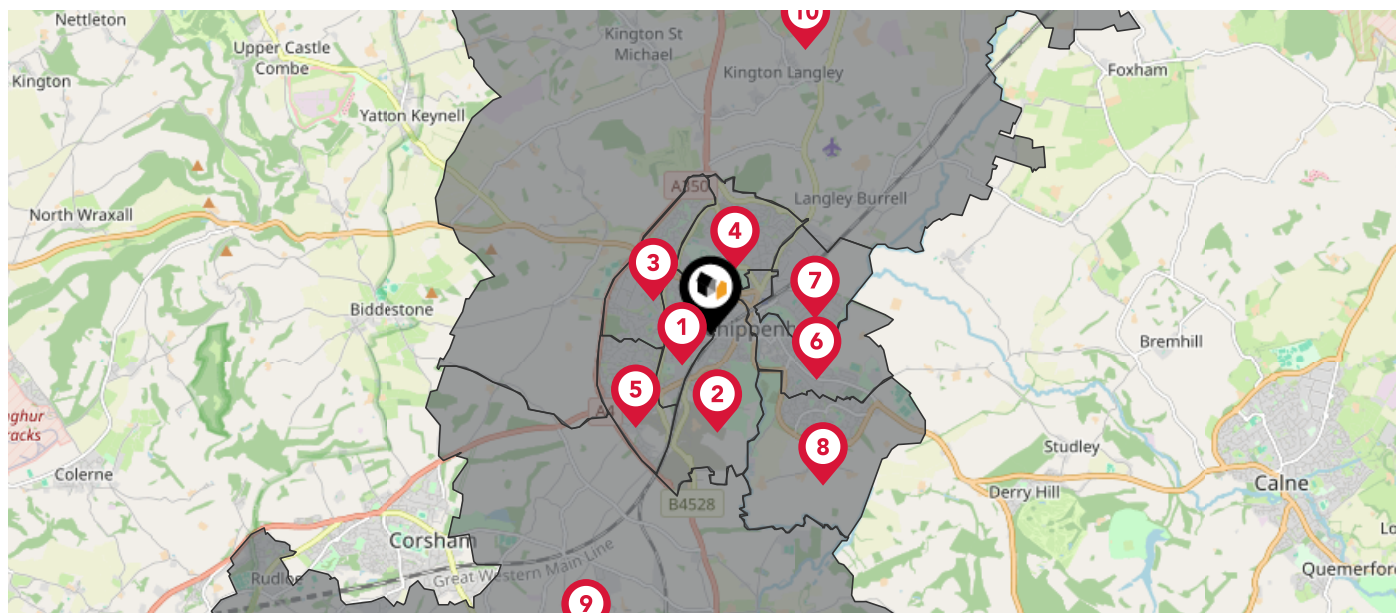 Nettleton
10
Kington St
Michael
Upper Castle
Combe
Foxham
Kington
Kington Langley
Yatton Keynell
A350
North Wraxall
Langley Burrell
4
3
7
Biddestone
1
6
Bremhill
5
2
A4
8
Studley
Colerne
Calne
Derry Hill
B4528
Corsham
Great Western Main Line
Rudloe
Quemerford
9